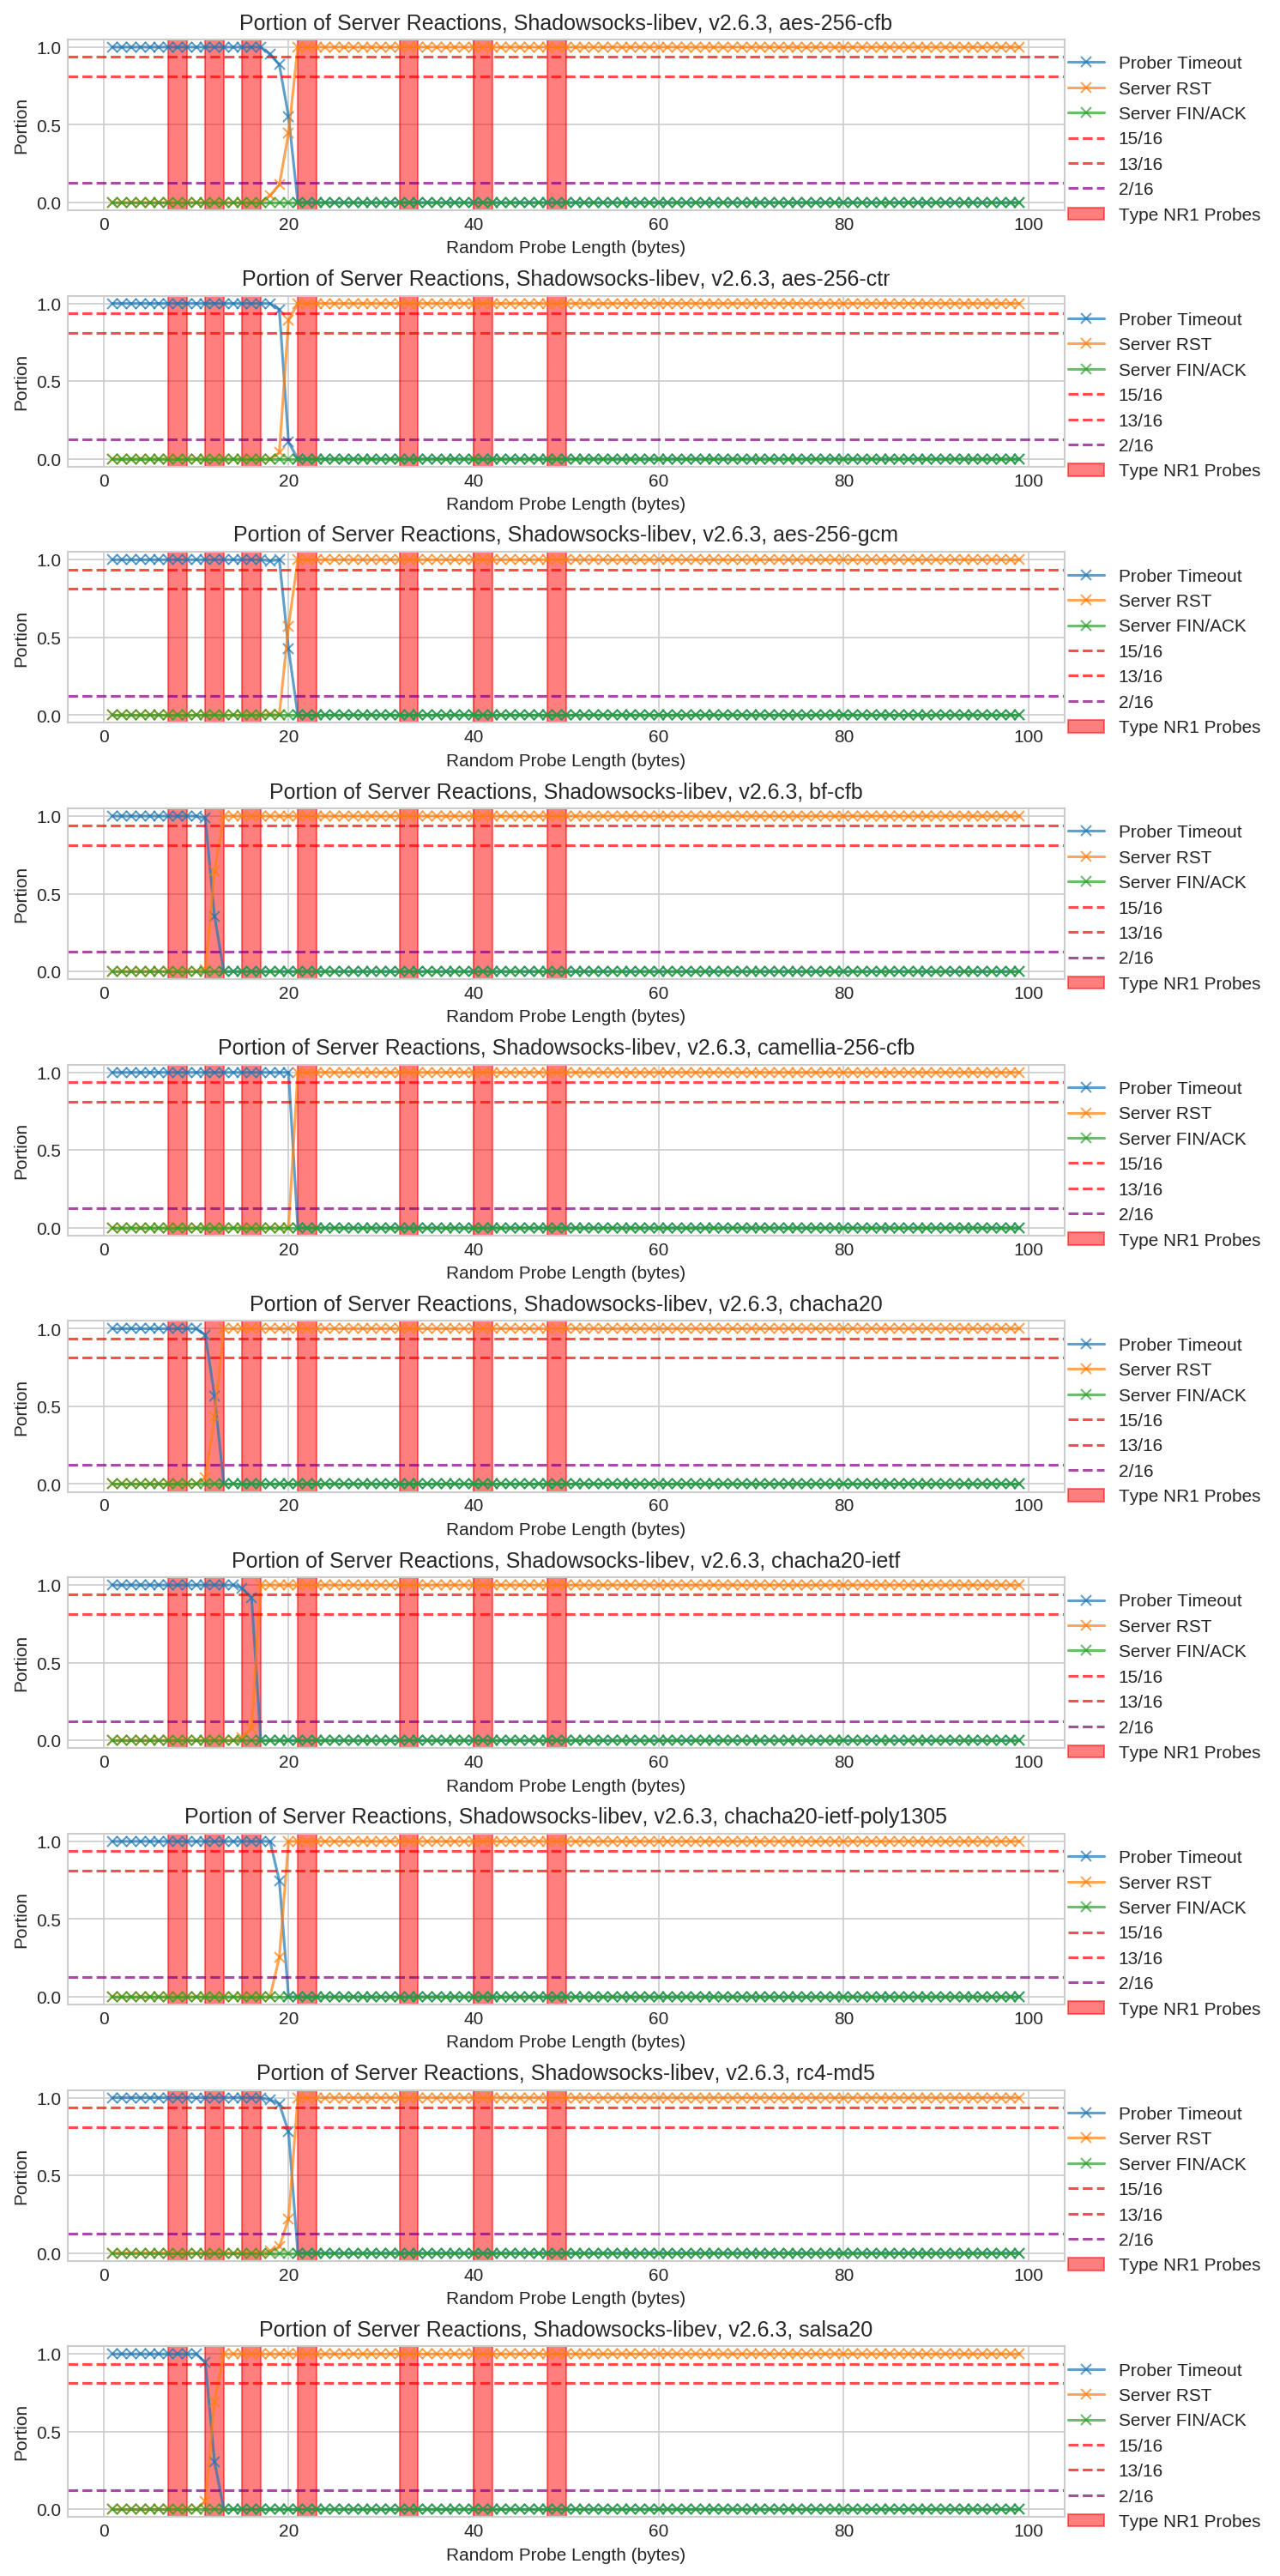 Portion of Server Reactions, Shadowsocks-libev, v2.6.3, aes-256-cfb
1.0
0.5
0.0
Portion
0 20 40 60 80 100
Random Probe Length (bytes)
Prober Timeout
Server RST
Server FIN/ACK
15/16
13/16
2/16
Type NR1 Probes
Portion of Server Reactions, Shadowsocks-libev, v2.6.3, aes-256-ctr
1.0
0.5
0.0
Portion
0 20 40 60 80 100
Random Probe Length (bytes)
Prober Timeout
Server RST
Server FIN/ACK
15/16
13/16
2/16
Type NR1 Probes
Portion of Server Reactions, Shadowsocks-libev, v2.6.3, aes-256-gcm
1.0
0.5
0.0
Portion
0 20 40 60 80 100
Random Probe Length (bytes)
Prober Timeout
Server RST
Server FIN/ACK
15/16
13/16
2/16
Type NR1 Probes
Portion of Server Reactions, Shadowsocks-libev, v2.6.3, bf-cfb
1.0
0.5
0.0
Portion
0 20 40 60 80 100
Random Probe Length (bytes)
Prober Timeout
Server RST
Server FIN/ACK
15/16
13/16
2/16
Type NR1 Probes
Portion of Server Reactions, Shadowsocks-libev, v2.6.3, camellia-256-cfb
1.0
0.5
0.0
Portion
0 20 40 60 80 100
Random Probe Length (bytes)
Prober Timeout
Server RST
Server FIN/ACK
15/16
13/16
2/16
Type NR1 Probes
Portion of Server Reactions, Shadowsocks-libev, v2.6.3, chacha20
1.0
0.5
0.0
Portion
0 20 40 60 80 100
Random Probe Length (bytes)
Prober Timeout
Server RST
Server FIN/ACK
15/16
13/16
2/16
Type NR1 Probes
Portion of Server Reactions, Shadowsocks-libev, v2.6.3, chacha20-ietf
1.0
0.5
0.0
Portion
0 20 40 60 80 100
Random Probe Length (bytes)
Prober Timeout
Server RST
Server FIN/ACK
15/16
13/16
2/16
Type NR1 Probes
Portion of Server Reactions, Shadowsocks-libev, v2.6.3, chacha20-ietf-poly1305
1.0
0.5
0.0
Portion
0 20 40 60 80 100
Random Probe Length (bytes)
Prober Timeout
Server RST
Server FIN/ACK
15/16
13/16
2/16
Type NR1 Probes
Portion of Server Reactions, Shadowsocks-libev, v2.6.3, rc4-md5
1.0
0.5
0.0
Portion
0 20 40 60 80 100
Random Probe Length (bytes)
Prober Timeout
Server RST
Server FIN/ACK
15/16
13/16
2/16
Type NR1 Probes
Portion of Server Reactions, Shadowsocks-libev, v2.6.3, salsa20
1.0
0.5
0.0
Portion
0 20 40 60 80 100
Random Probe Length (bytes)
Prober Timeout
Server RST
Server FIN/ACK
15/16
13/16
2/16
Type NR1 Probes